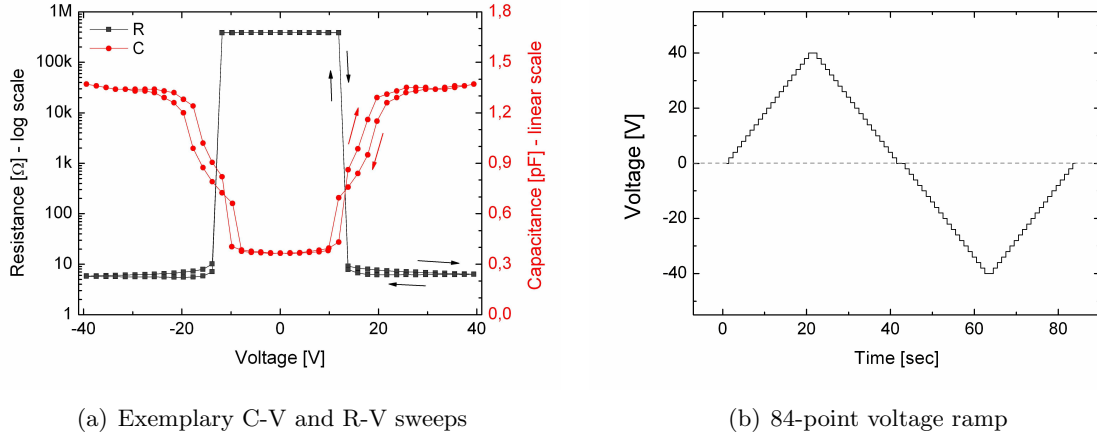 1M
100k
10k
1k
100
10
1
Resistance [Ω] - log scale
R
C
1,8
1,5
1,2
0,9
0,6
0,3
0,0
Capacitance [pF] - linear scale
-40 -20 0 20 40
Voltage [V]
40
20
0
-20
-40
Voltage [V]
0 20 40 60 80
Time [sec]
(a) Exemplary C-V and R-V sweeps
(b) 84-point voltage ramp